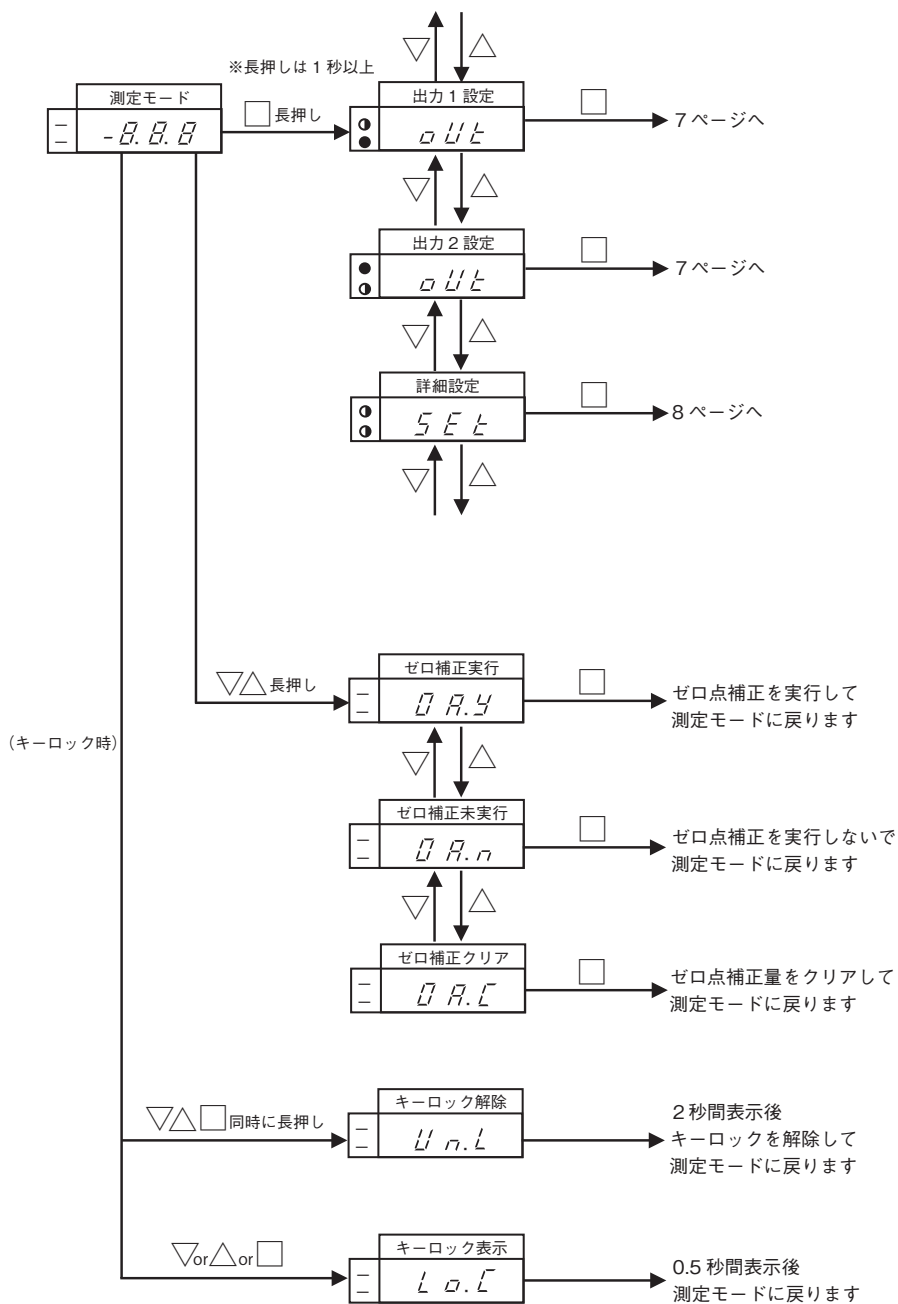 ※長押しは１秒以上
測定モード
-8.8.8
長押し
出力１設定
oUt
７ページへ
出力２設定
oUt
７ページへ
詳細設定
SEt
８ページへ
長押し
ゼロ補正実行
0 A.y
ゼロ点補正を実行して
測定モードに戻ります
（キーロック時）
ゼロ補正未実行
0 A.n
ゼロ点補正を実行しないで
測定モードに戻ります
ゼロ補正クリア
0 A.C
ゼロ点補正量をクリアして
測定モードに戻ります
同時に長押し
キーロック解除
Un.L
２秒間表示後
キーロックを解除して
測定モードに戻ります
▽or△or□
キーロック表示
Lo.C
0.5 秒間表示後
測定モードに戻ります